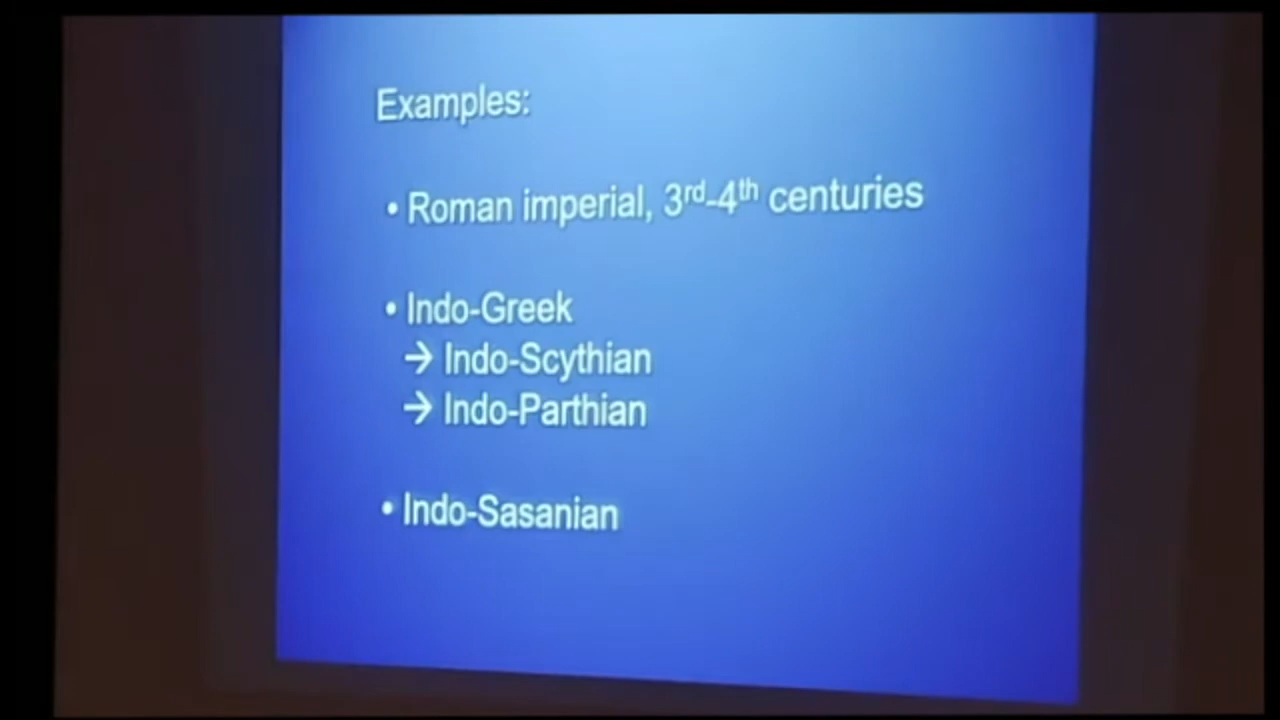 Examples:
• Roman imperial, 3rd-4th centuries
• Indo-Greek
→ Indo-Scythian
→ Indo-Parthian
• Indo-Sasanian